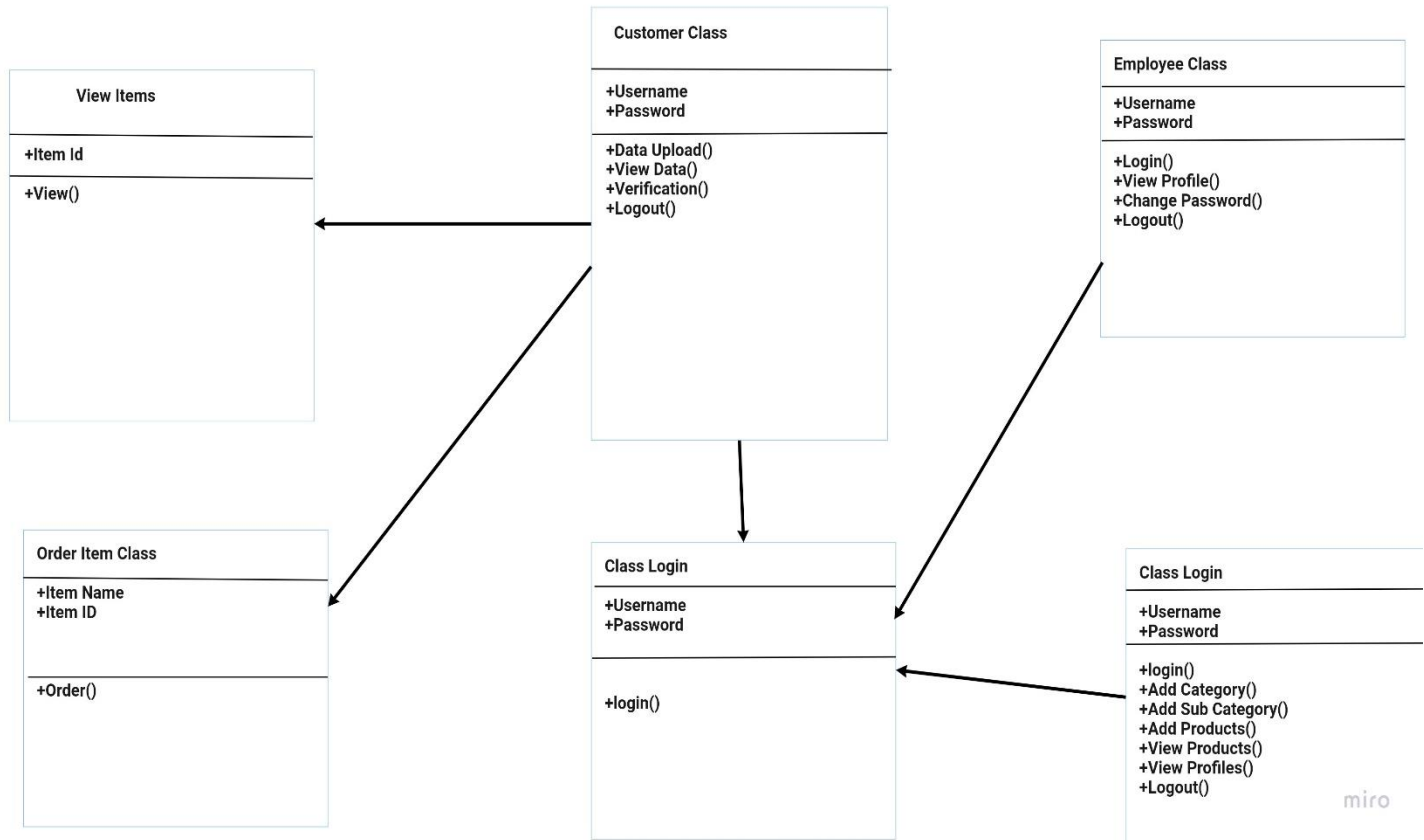 View Items
+Item Id
+View()
Customer Class
+Username
+Password
+Data Upload()
+View Data()
+Verification()
+Logout()
Employee Class
+Username
+Password
+Login()
+View Profile()
+Change Password()
+Logout()
Order Item Class
+Item Name
+Item ID
+Order()
Class Login
+Username
+Password
+login()
Class Login
+Username
+Password
+login()
+Add Category()
+Add Sub Category()
+Add Products()
+View Products()
+View Profiles()
+Logout()
miro